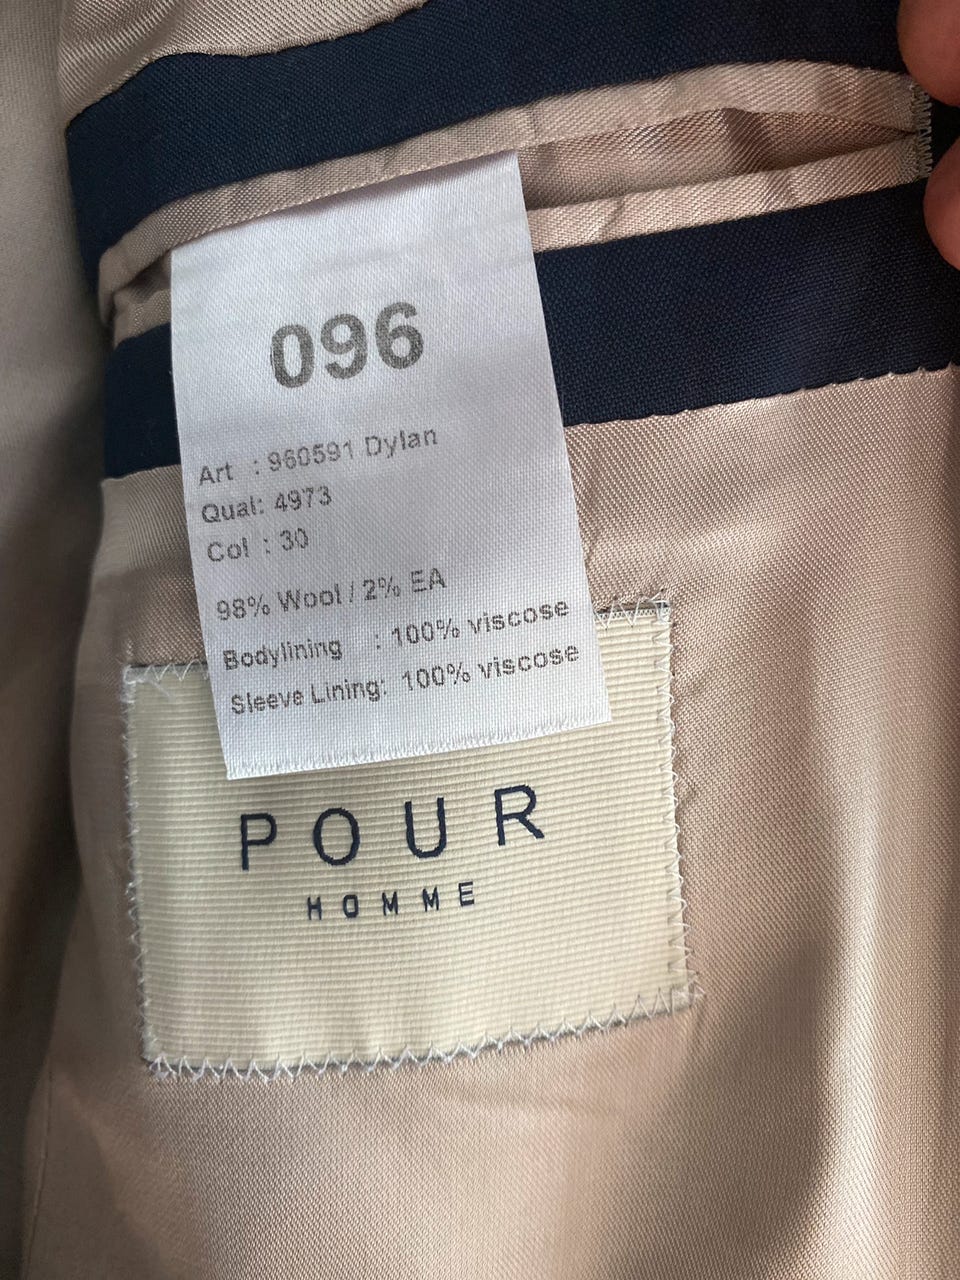 096
Art : 960591 Dylan
Qual: 4973
Col : 30
98% Wool / 2% EA
Bodylining : 100% viscose
Sleeve Lining: 100% viscose
POUR
HOMME